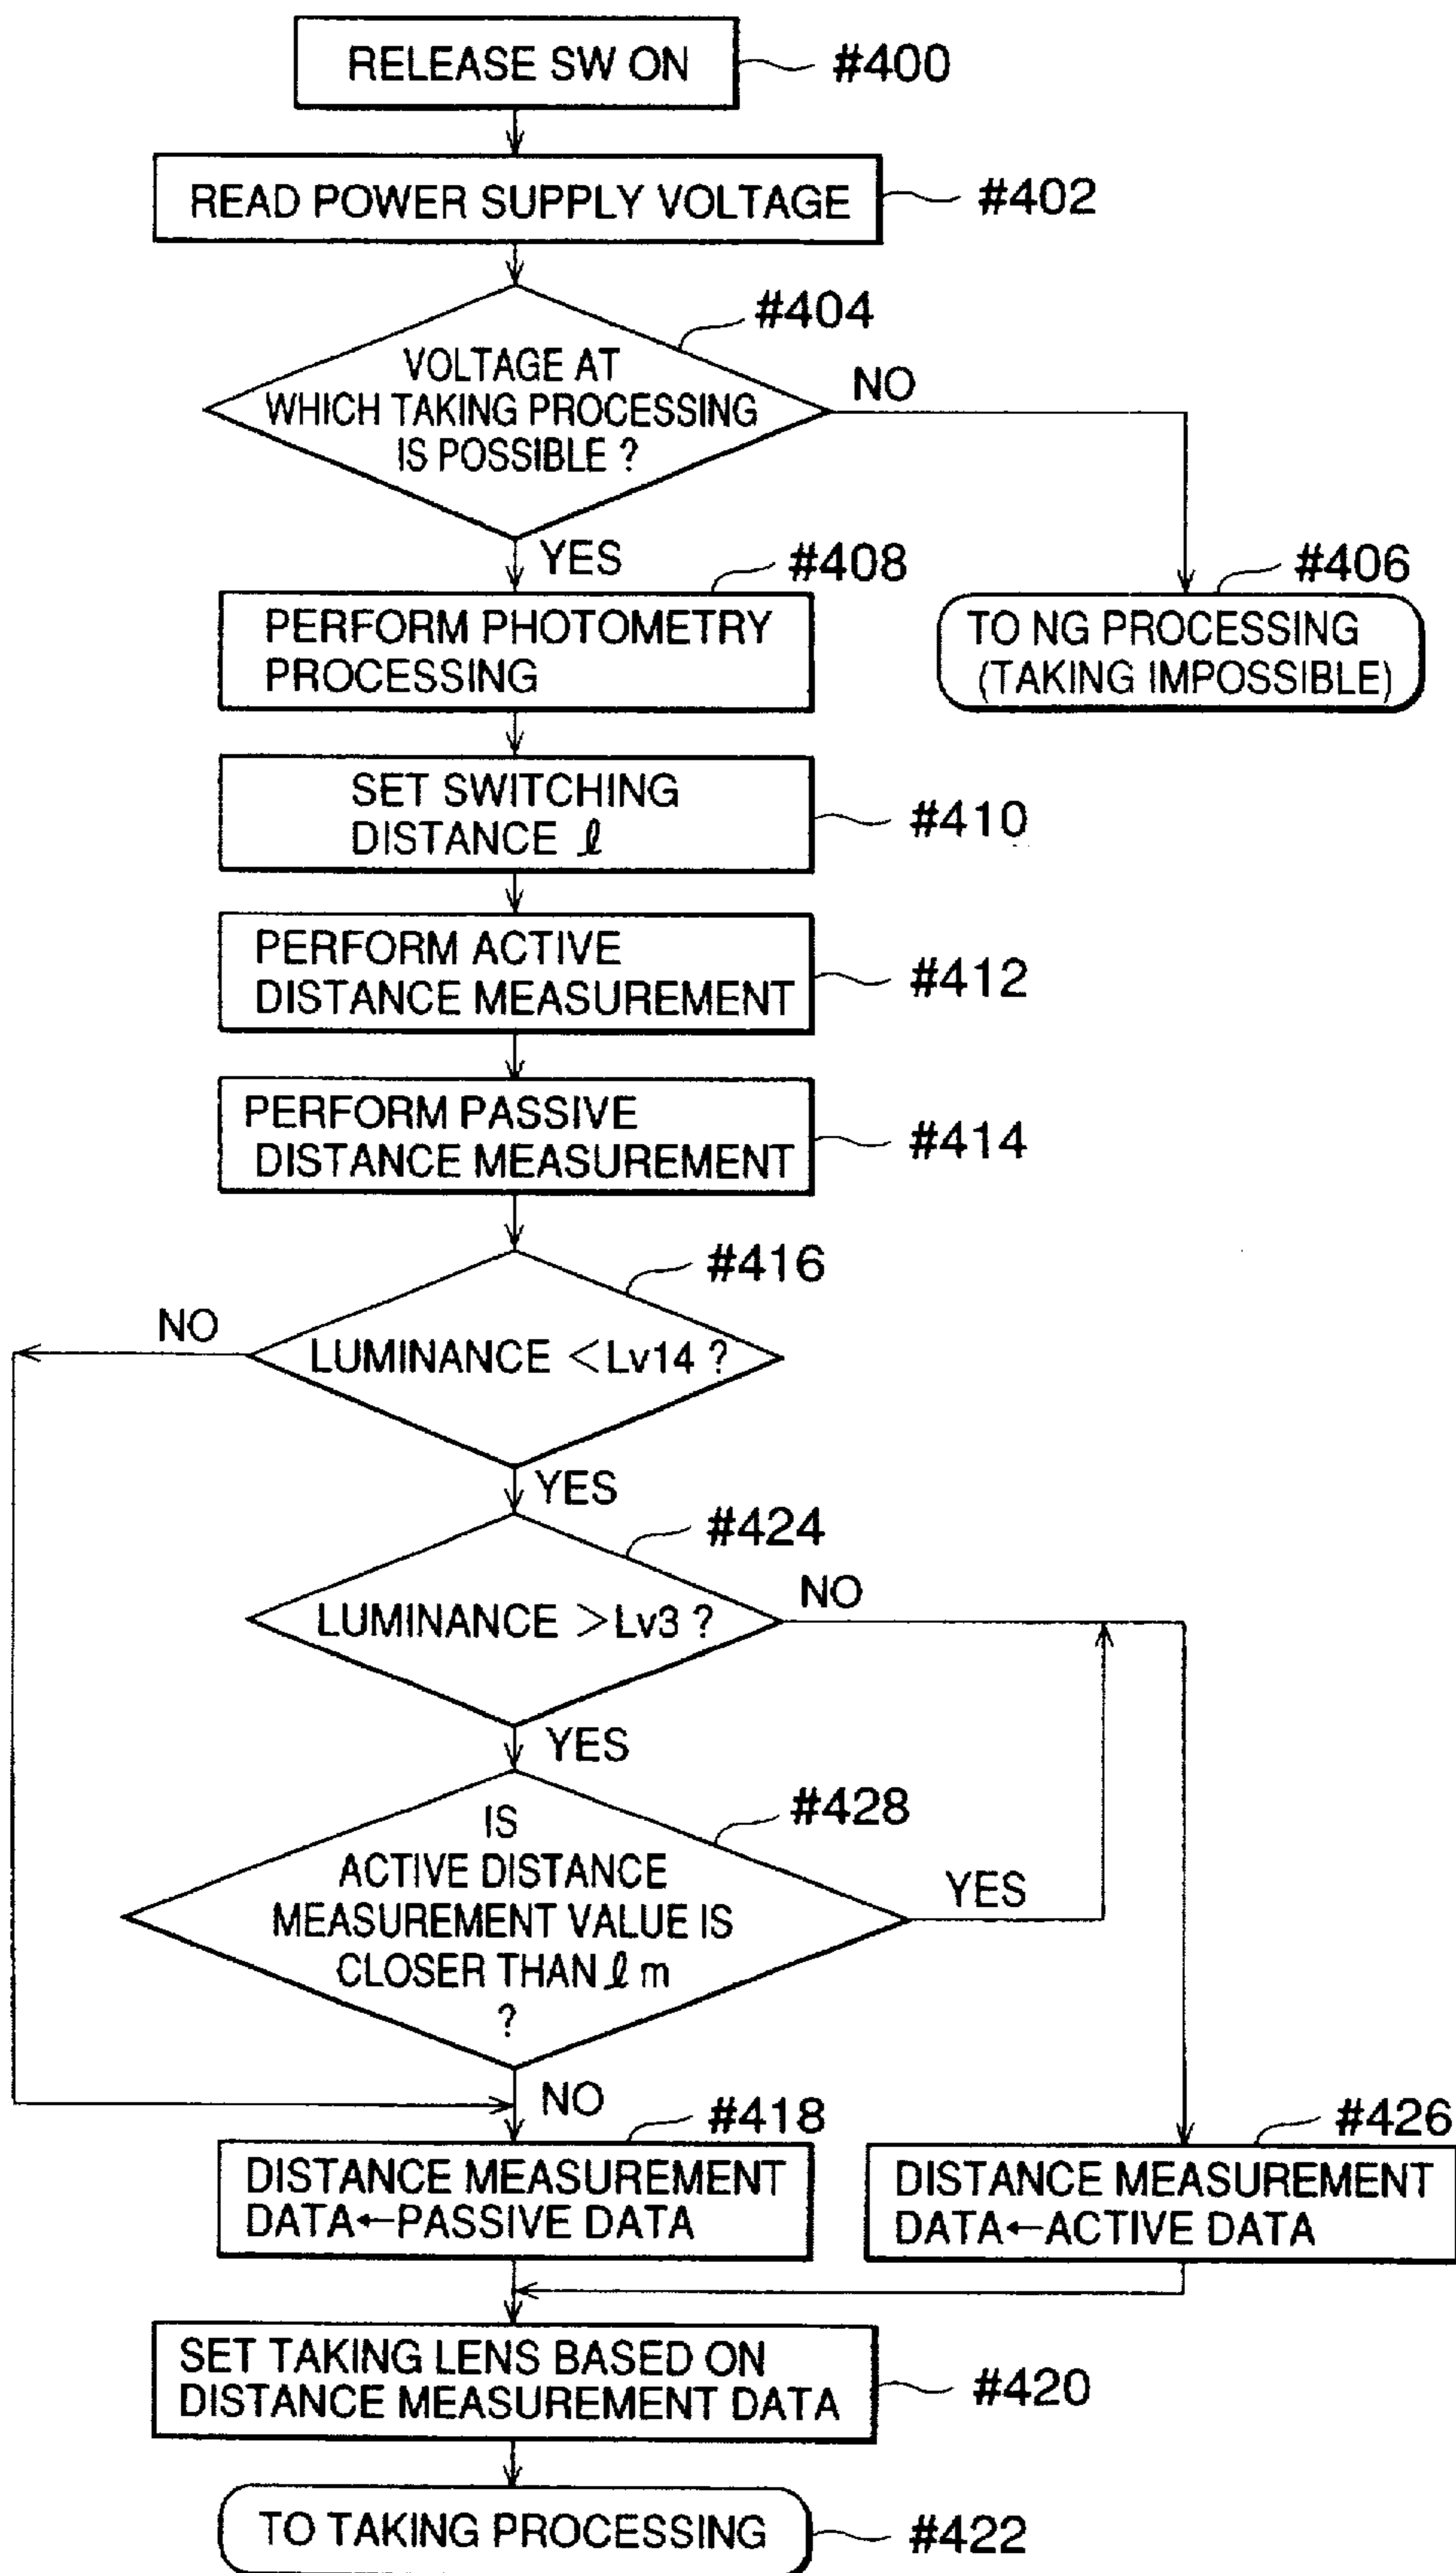 RELEASE SW ON
#400
READ POWER SUPPLY VOLTAGE
#402
#404
VOLTAGE AT
WHICH TAKING PROCESSING
IS POSSIBLE ?
NO
YES
#408
#406
PERFORM PHOTOMETRY
PROCESSING
TO NG PROCESSING
(TAKING IMPOSSIBLE)
SET SWITCHING
DISTANCE ℓ
#410
PERFORM ACTIVE
DISTANCE MEASUREMENT
#412
PERFORM PASSIVE
DISTANCE MEASUREMENT
#414
#416
NO
LUMINANCE <Lv14 ?
YES
#424
NO
LUMINANCE >Lv3 ?
YES
#428
IS
ACTIVE DISTANCE
MEASUREMENT VALUE IS
CLOSER THAN ℓ m
?
YES
NO
#418
#426
DISTANCE MEASUREMENT
DATA←PASSIVE DATA
DISTANCE MEASUREMENT
DATA←ACTIVE DATA
SET TAKING LENS BASED ON
DISTANCE MEASUREMENT DATA
#420
TO TAKING PROCESSING
#422